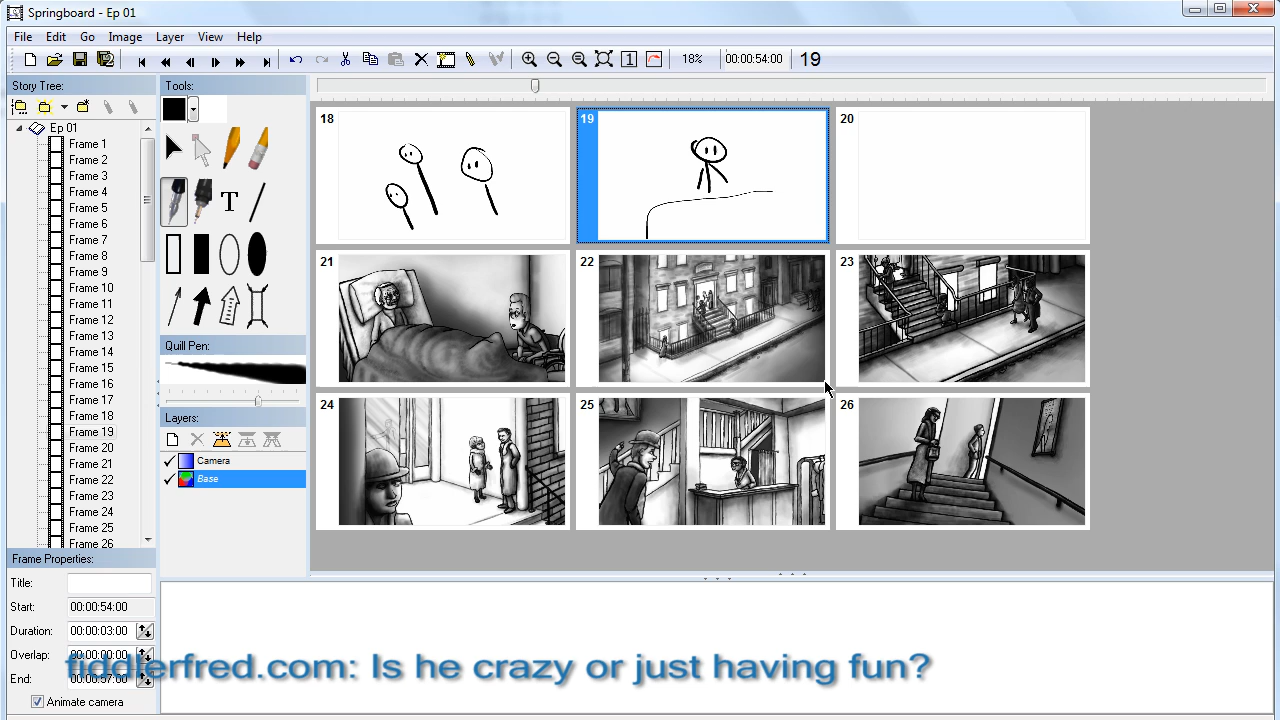 Springboard - Ep 01
File Edit Go Image Layer View Help
18% 00:00:54:00 19
Story Tree:
Ep 01
Frame 1
Frame 2
Frame 3
Frame 4
Frame 5
Frame 6
Frame 7
Frame 8
Frame 9
Frame 10
Frame 11
Frame 12
Frame 13
Frame 14
Frame 15
Frame 16
Frame 17
Frame 18
Frame 19
Frame 20
Frame 21
Frame 22
Frame 23
Frame 24
Frame 25
Frame 26
Tools:
T
Quill Pen:
Layers:
Camera
Base
18 19 20
21 22 23
24 25 26
Frame Properties:
Title:
Start: 00:00:54:00
Duration: 00:00:03:00
Overlap: 00:00:00:00
End:
Animate camera
fiddlerfred.com: Is he crazy or just having fun?